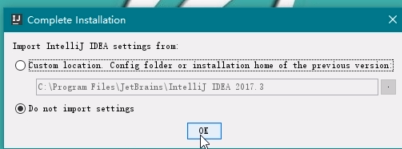 Complete Installation
Import IntelliJ IDEA settings from:
Custom location. Config folder or installation home of the previous version:
C:\Program Files\JetBrains\IntelliJ IDEA 2017.3
Do not import settings
OK